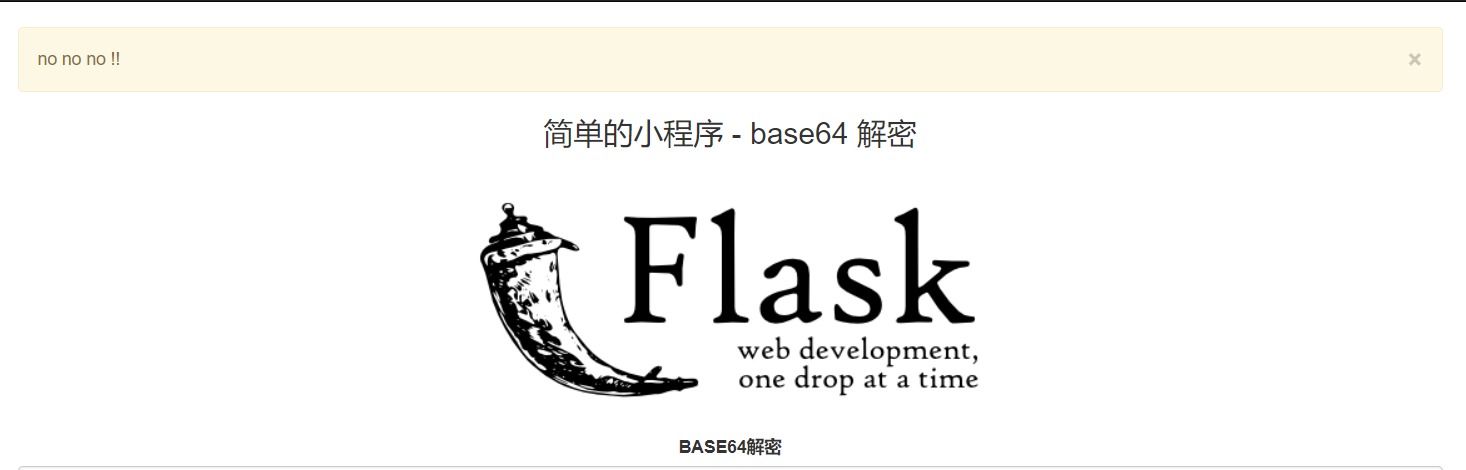 no no no !!
×
简单的小程序 - base64 解密
Flask
web development,
one drop at a time
BASE64解密